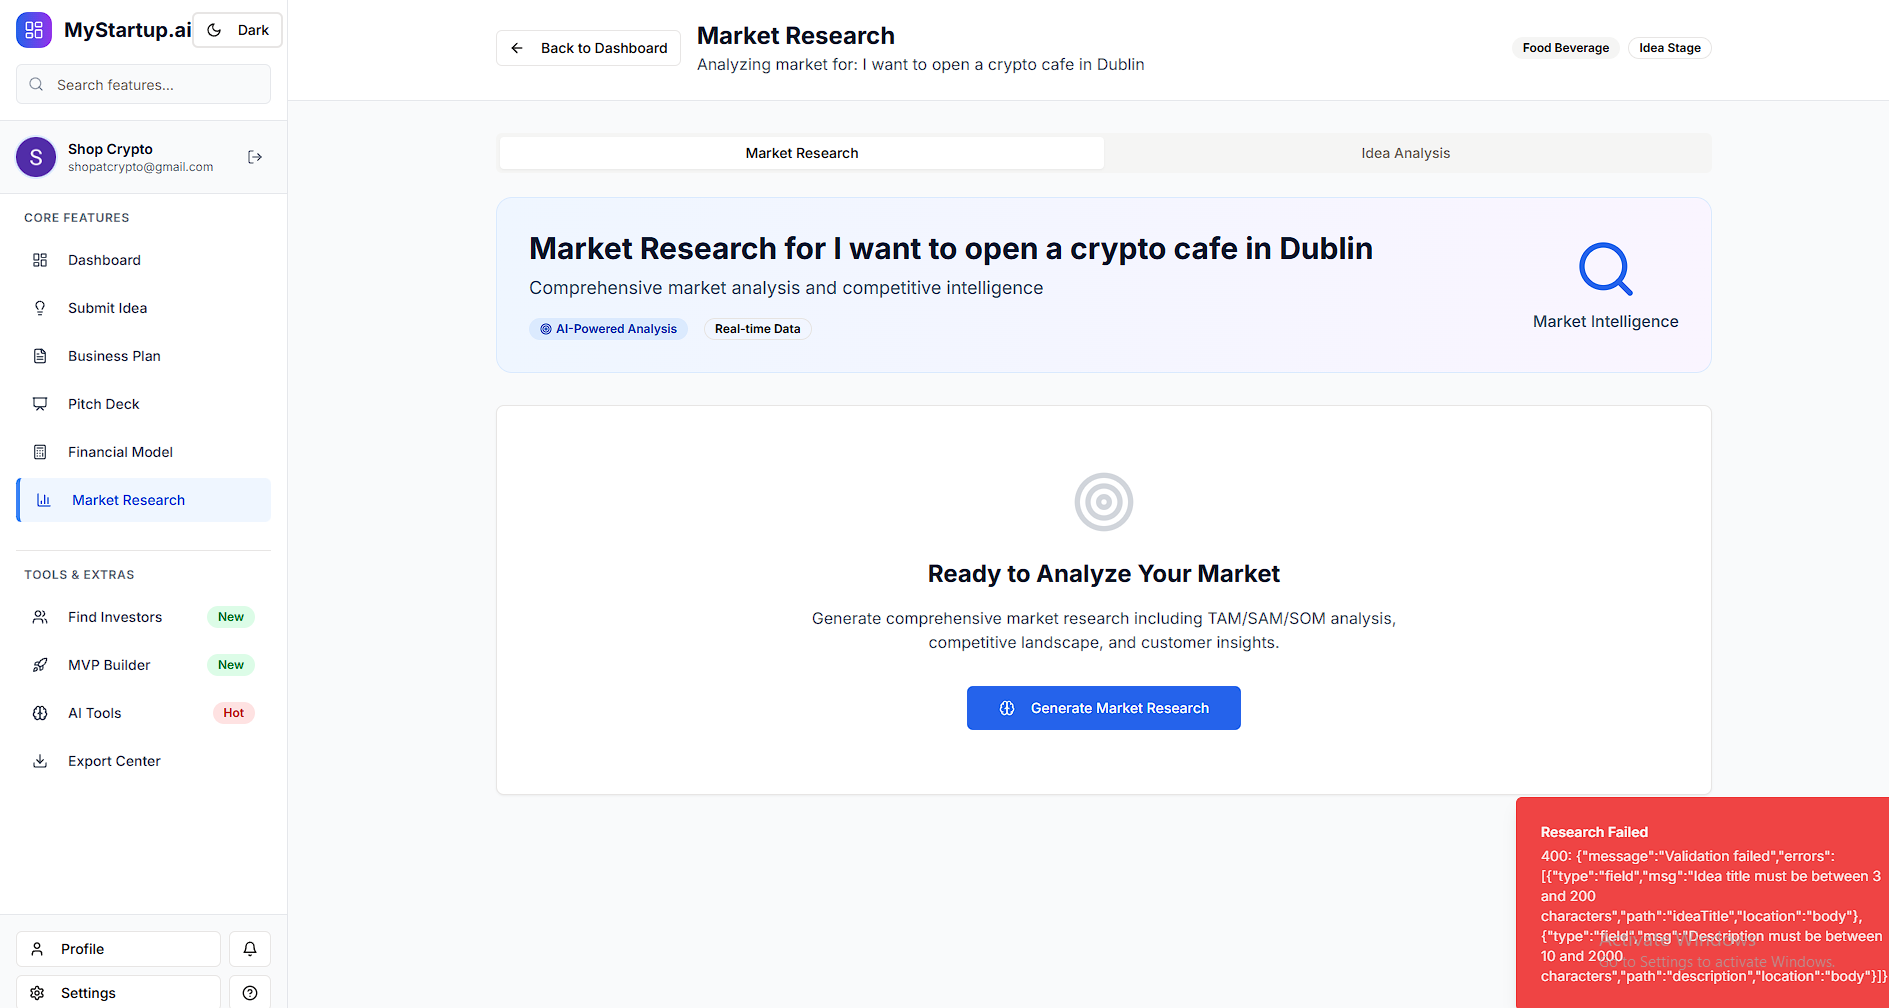 MyStartup.ai
Dark
Search features...
S
Shop Crypto
shopatcrypto@gmail.com
CORE FEATURES
Dashboard
Submit Idea
Business Plan
Pitch Deck
Financial Model
Market Research
TOOLS & EXTRAS
Find Investors New
MVP Builder New
AI Tools Hot
Export Center
Profile
Settings
Back to Dashboard
Market Research
Analyzing market for: I want to open a crypto cafe in Dublin
Food Beverage
Idea Stage
Market Research
Idea Analysis
Market Research for I want to open a crypto cafe in Dublin
Comprehensive market analysis and competitive intelligence
AI-Powered Analysis
Real-time Data
Market Intelligence
Ready to Analyze Your Market
Generate comprehensive market research including TAM/SAM/SOM analysis,
competitive landscape, and customer insights.
Generate Market Research
Research Failed
400: {"message":"Validation failed","errors":
[{"type":"field","msg":"Idea title must be between 3
and 200
characters","path":"ideaTitle","location":"body"},
{"type":"field","msg":"Description must be between
10 and 2000
characters","path":"description","location":"body"}]}
Activate Windows
Go to Settings to activate Windows.